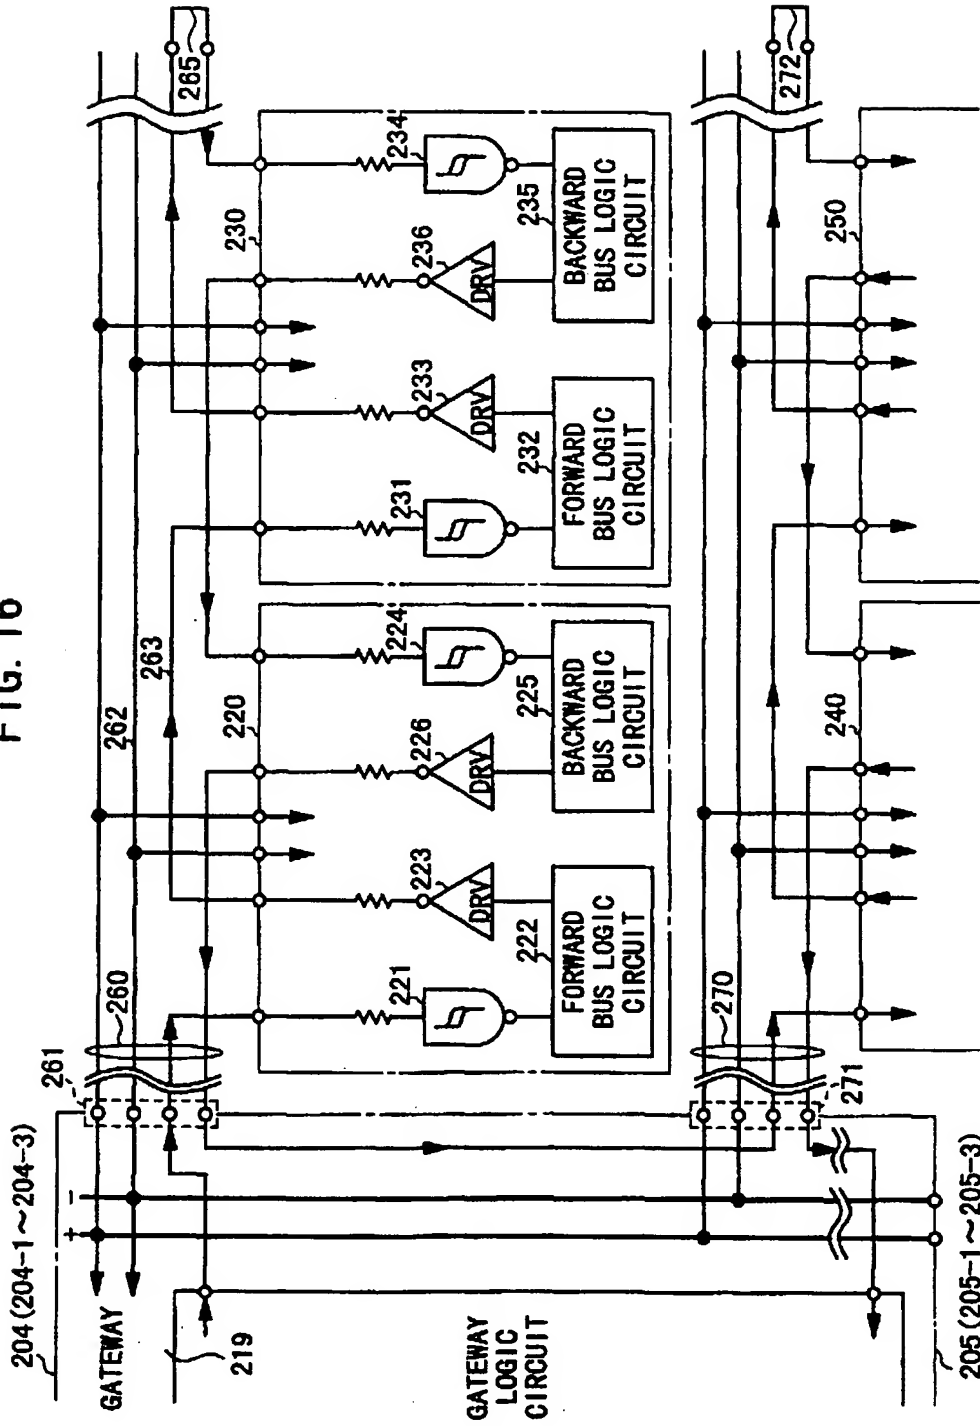 FIG. 16
204 (204-1~204-3)
GATEWAY
219
GATEWAY
LOGIC
CIRCUIT
205 (205-1~205-3)
+
-
261
260
262
263
265
220
221
222
FORWARD
BUS LOGIC
CIRCUIT
223
DRV
226
DRV
224
225
BACKWARD
BUS LOGIC
CIRCUIT
230
231
232
FORWARD
BUS LOGIC
CIRCUIT
233
DRV
236
DRV
234
235
BACKWARD
BUS LOGIC
CIRCUIT
271
270
272
240
250